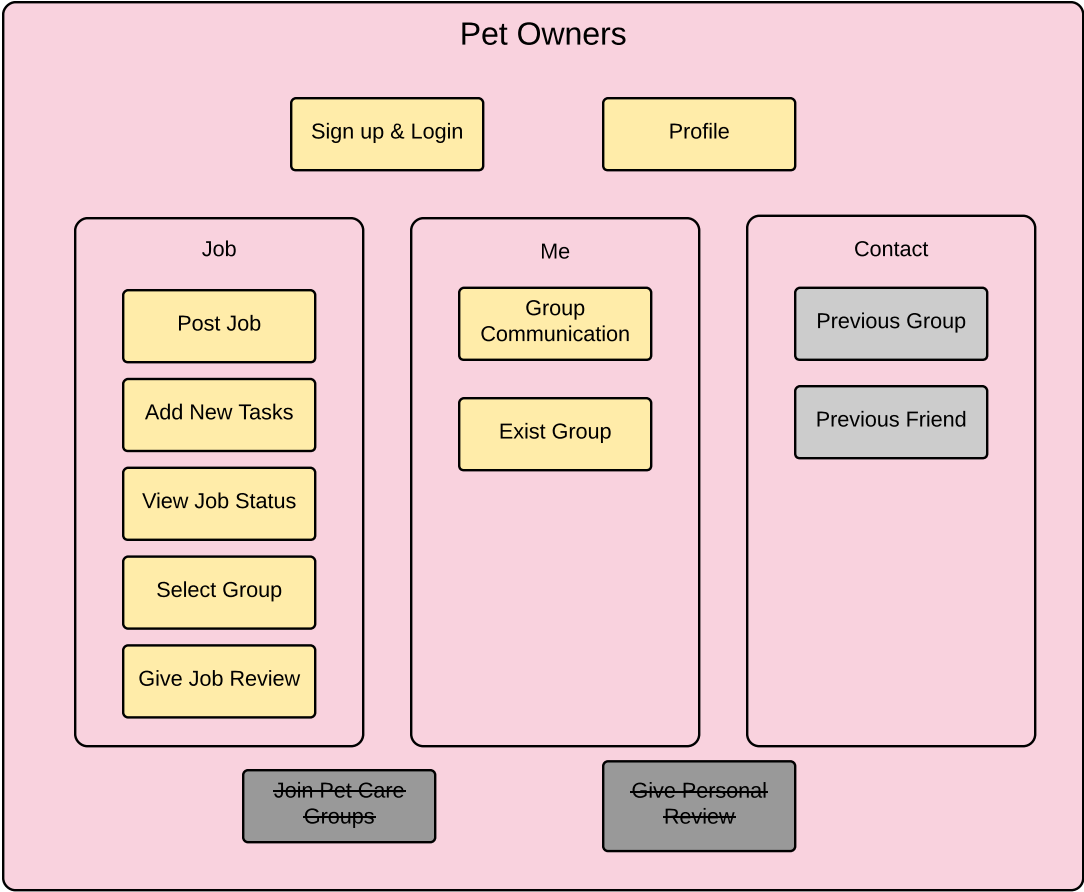 Pet Owners
Sign up & Login
Profile
Job
Post Job
Add New Tasks
View Job Status
Select Group
Give Job Review
Me
Group
Communication
Exist Group
Contact
Previous Group
Previous Friend
Join Pet Care
Groups
Give Personal
Review